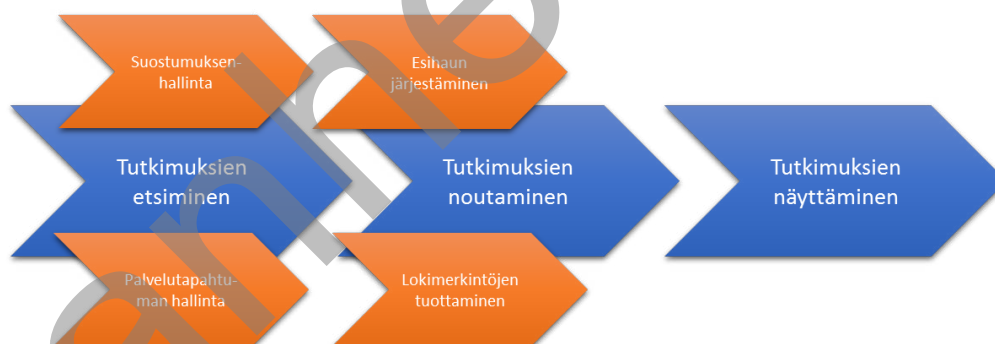 Suostumuksen-
hallinta
Esihaun
järjestäminen
Tutkimuksien
etsiminen
Tutkimuksien
noutaminen
Tutkimuksien
näyttäminen
Palvelutapahtu-
man hallinta
Lokimerkintöjen
tuottaminen